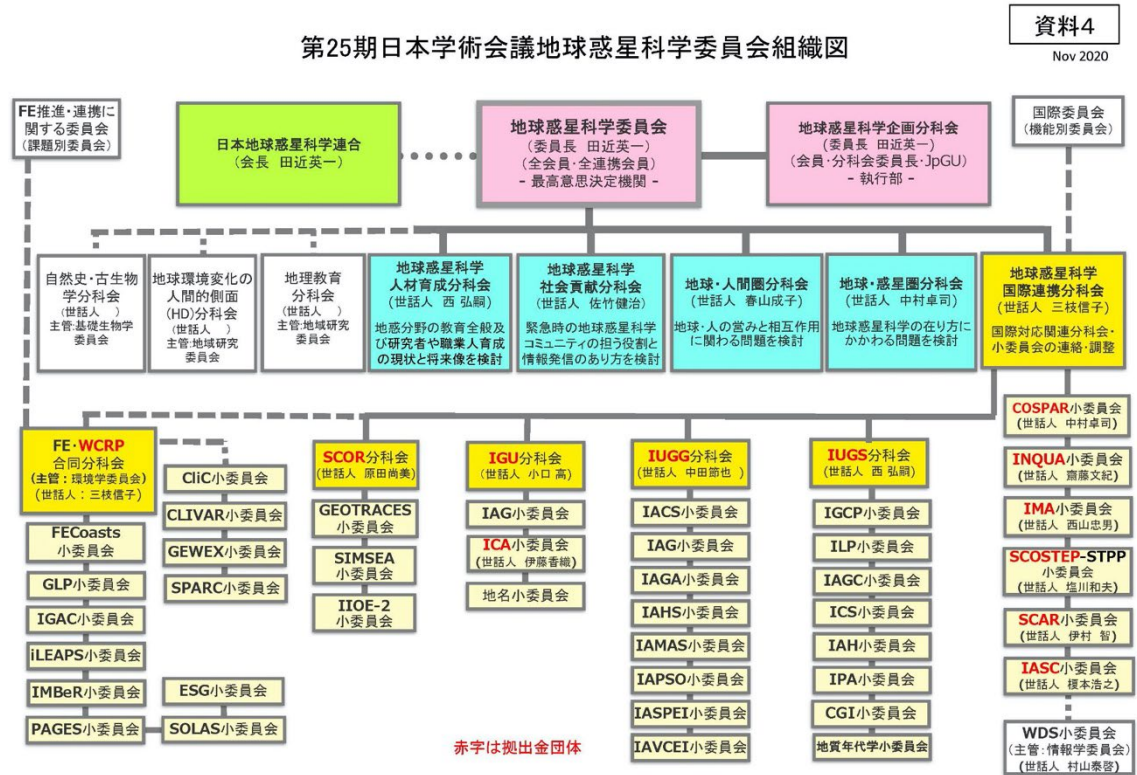 資料4
Nov 2020
第25期日本学術会議地球惑星科学委員会組織図
FE推進・連携に
関する委員会
(課題別委員会)
日本地球惑星科学連合
(会長 田近英一)
地球惑星科学委員会
(委員長 田近英一)
(全会員・全連携会員)
- 最高意思決定機関 -
地球惑星科学企画分科会
(委員長 田近英一)
(会員・分科会委員長・JpGU)
- 執行部 -
国際委員会
(機能別委員会)
自然史・古生物
学分科会
(世話人 )
主管:基礎生物学
委員会
地球環境変化の
人間的側面
(HD)分科会
(世話人 )
主管:地域研究
委員会
地理教育
分科会
(世話人 )
主管:地域研究
委員会
地球惑星科学
人材育成分科会
(世話人 西 弘嗣)
地惑分野の教育全般及
び研究者や職業人育成
の現状と将来像を検討
地球惑星科学
社会貢献分科会
(世話人 佐竹健治)
緊急時の地球惑星科学
コミュニティの担う役割と
情報発信のあり方を検討
地球・人間圏分科会
(世話人 春山成子)
地球・人の営みと相互作用
に関わる問題を検討
地球・惑星圏分科会
(世話人 中村卓司)
地球惑星科学の在り方に
かかわる問題を検討
地球惑星科学
国際連携分科会
(世話人 三枝信子)
国際対応関連分科会・
小委員会の連絡・調整
FE・WCRP
合同分科会
(主管：環境学委員会)
(世話人：三枝信子)
FECoasts
小委員会
GLP小委員会
IGAC小委員会
iLEAPS小委員会
IMBeR小委員会
PAGES小委員会
CliC小委員会
CLIVAR小委員会
GEWEX小委員会
SPARC小委員会
ESG小委員会
SOLAS小委員会
SCOR分科会
(世話人 原田尚美)
GEOTRACES
小委員会
SIMSEA
小委員会
IIOE-2
小委員会
IGU分科会
(世話人 小口 高)
IAG小委員会
ICA小委員会
(世話人 伊藤香織)
地名小委員会
IUGG分科会
(世話人 中田節也 )
IACS小委員会
IAG小委員会
IAGA小委員会
IAHS小委員会
IAMAS小委員会
IAPSO小委員会
IASPEI小委員会
IAVCEI小委員会
IUGS分科会
(世話人 西 弘嗣)
IGCP小委員会
ILP小委員会
IAGC小委員会
ICS小委員会
IAH小委員会
IPA小委員会
CGI小委員会
地質年代学小委員会
COSPAR小委員会
(世話人 中村卓司)
INQUA小委員会
(世話人 齋藤文紀)
IMA小委員会
(世話人 西山忠男)
SCOSTEP-STPP
小委員会
(世話人 塩川和夫)
SCAR小委員会
(世話人 伊村 智)
IASC小委員会
(世話人 榎本浩之)
WDS小委員会
(主管:情報学委員会)
(世話人 村山泰啓)
赤字は拠出金団体